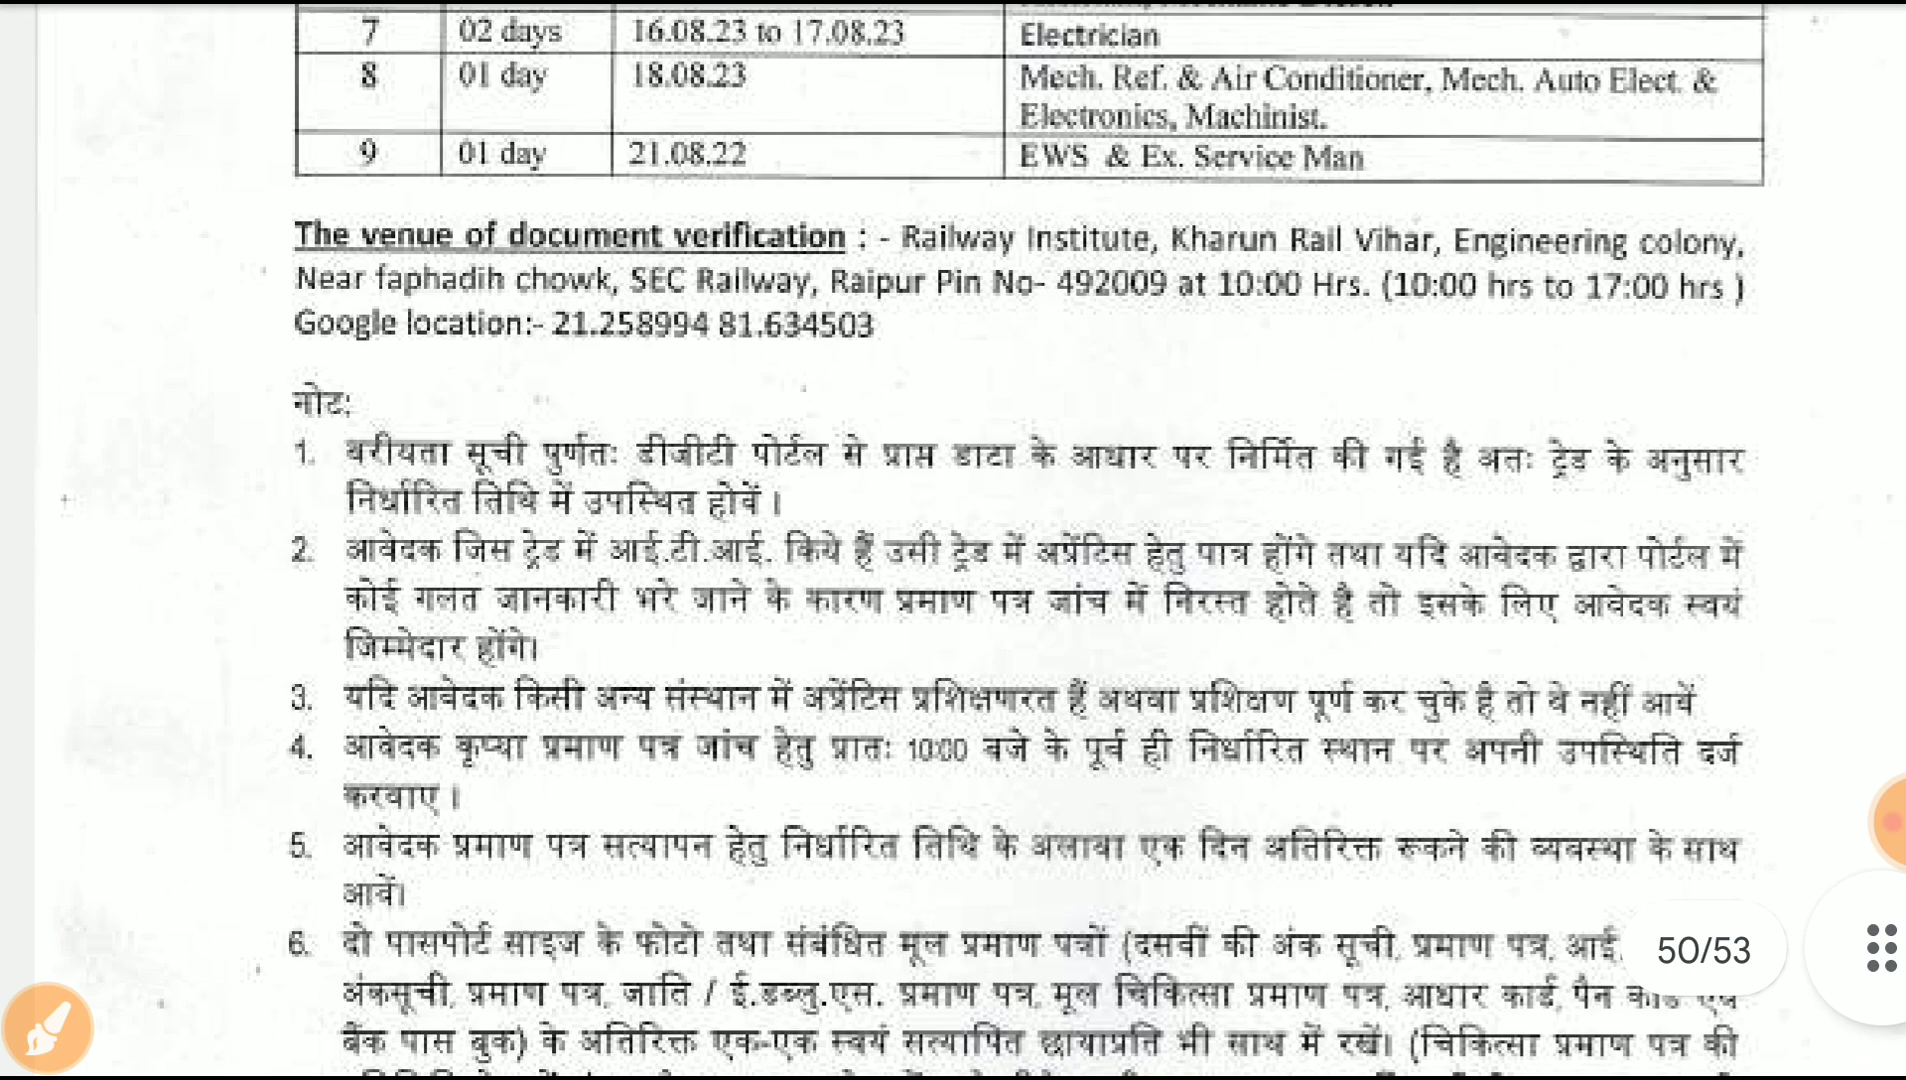 7 02 days 16.08.23 to 17.08.23 Electrician
8 01 day 18.08.23 Mech. Ref. & Air Conditioner, Mech. Auto Elect. &
Electronics, Machinist.
9 01 day 21.08.22 EWS & Ex. Service Man
The venue of document verification : - Railway Institute, Kharun Rail Vihar, Engineering colony,
Near faphadih chowk, SEC Railway, Raipur Pin No- 492009 at 10:00 Hrs. (10:00 hrs to 17:00 hrs )
Google location:- 21.258994 81.634503
नोट:
1. वरीयता सूची पुर्णतः डीजीटी पोर्टल से प्राप्त डाटा के आधार पर निर्मित की गई है अतः ट्रेड के अनुसार
निर्धारित तिथि में उपस्थित होवें ।
2. आवेदक जिस ट्रेड में आई.टी.आई. किये हैं उसी ट्रेड में अप्रेंटिस हेतु पात्र होंगे तथा यदि आवेदक द्वारा पोर्टल में
कोई गलत जानकारी भरे जाने के कारण प्रमाण पत्र जांच में निरस्त होते है तो इसके लिए आवेदक स्वयं
जिम्मेदार होंगे।
3. यदि आवेदक किसी अन्य संस्थान में अप्रेंटिस प्रशिक्षणरत हैं अथवा प्रशिक्षण पूर्ण कर चुके है तो वे नहीं आयें
4. आवेदक कृप्या प्रमाण पत्र जांच हेतु प्रातः 10:00 बजे के पूर्व ही निर्धारित स्थान पर अपनी उपस्थिति दर्ज
करवाए ।
5. आवेदक प्रमाण पत्र सत्यापन हेतु निर्धारित तिथि के अलावा एक दिन अतिरिक्त रूकने की व्यवस्था के साथ
आवें।
6. दो पासपोर्ट साइज के फोटो तथा संबंधित मूल प्रमाण पत्रों (दसवीं की अंक सूची, प्रमाण पत्र, आई.
50/53
अंकसूची, प्रमाण पत्र, जाति / ई.डब्लु.एस. प्रमाण पत्र, मूल चिकित्सा प्रमाण पत्र, आधार कार्ड, पैन कार्ड एवं
बैंक पास बुक) के अतिरिक्त एक-एक स्वयं सत्यापित छायाप्रति भी साथ में रखें। (चिकित्सा प्रमाण पत्र की